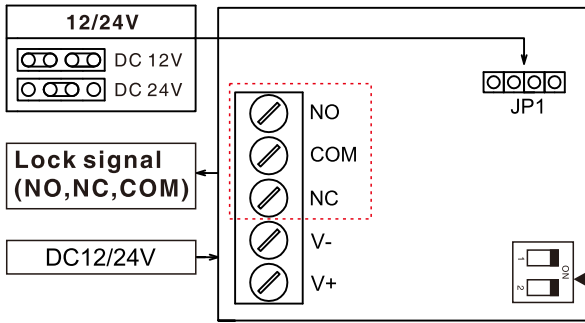 12/24V
DC 12V
DC 24V
JP1
NO
Lock signal
(NO,NC,COM)
COM
NC
V-
DC12/24V
V+
1
2
ON